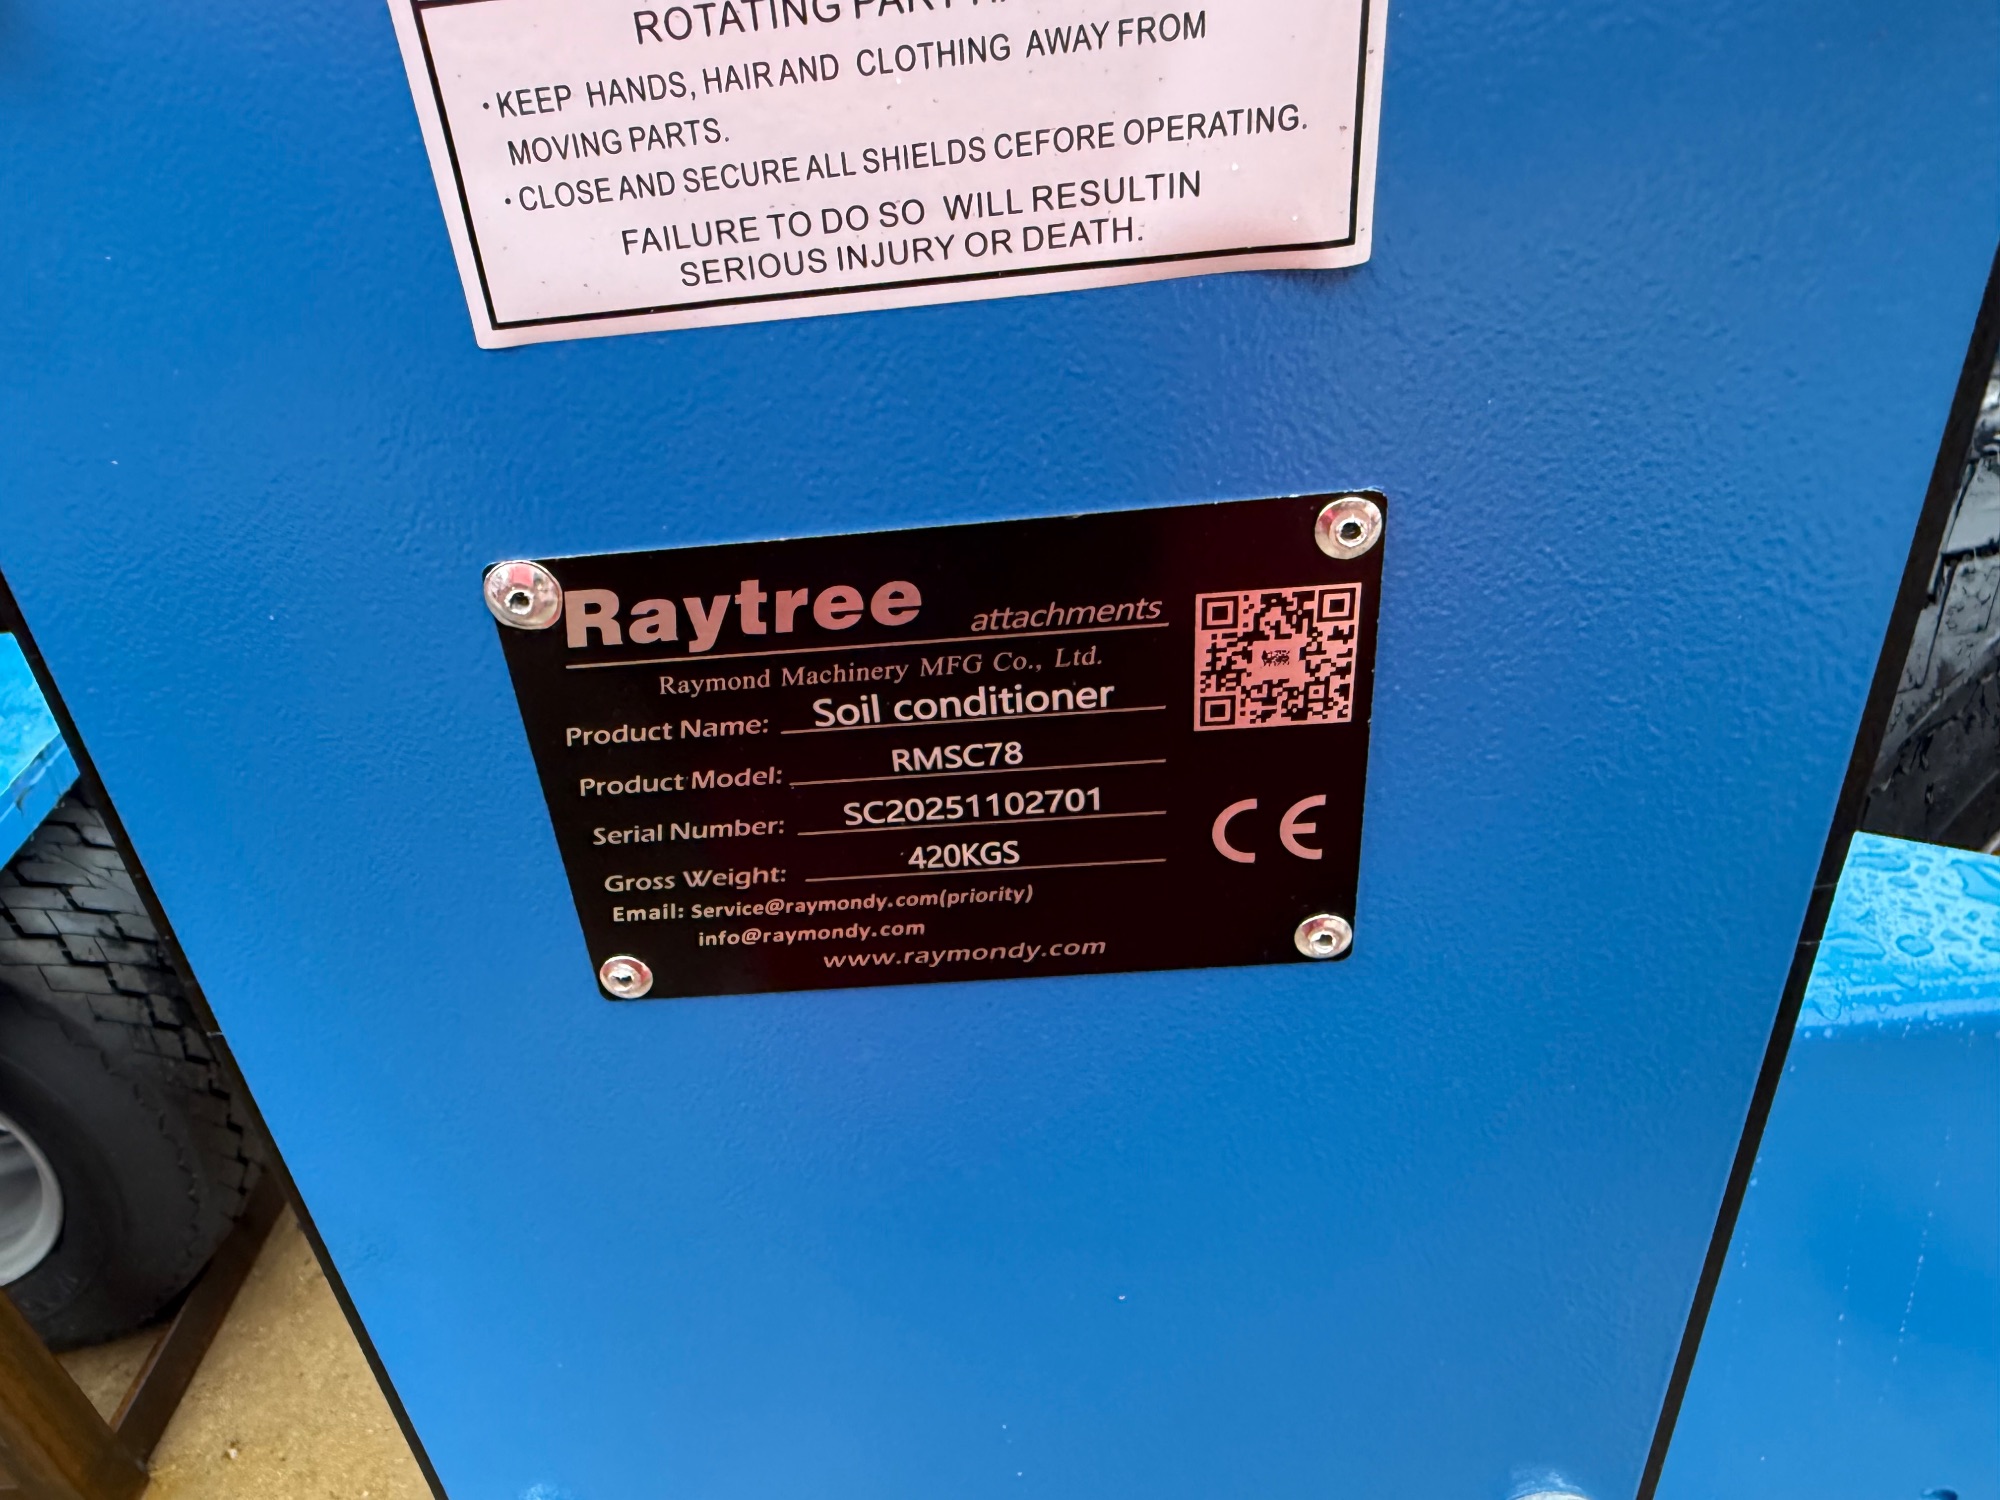 ROTATING PART
• KEEP HANDS, HAIR AND CLOTHING AWAY FROM
MOVING PARTS.
• CLOSE AND SECURE ALL SHIELDS CEFORE OPERATING.
FAILURE TO DO SO WILL RESULTIN
SERIOUS INJURY OR DEATH.
Raytree attachments
Raymond Machinery MFG Co., Ltd.
Product Name: Soil conditioner
Product Model: RMSC78
Serial Number: SC20251102701
Gross Weight: 420KGS
Email: Service@raymondy.com(priority)
info@raymondy.com
www.raymondy.com
CE